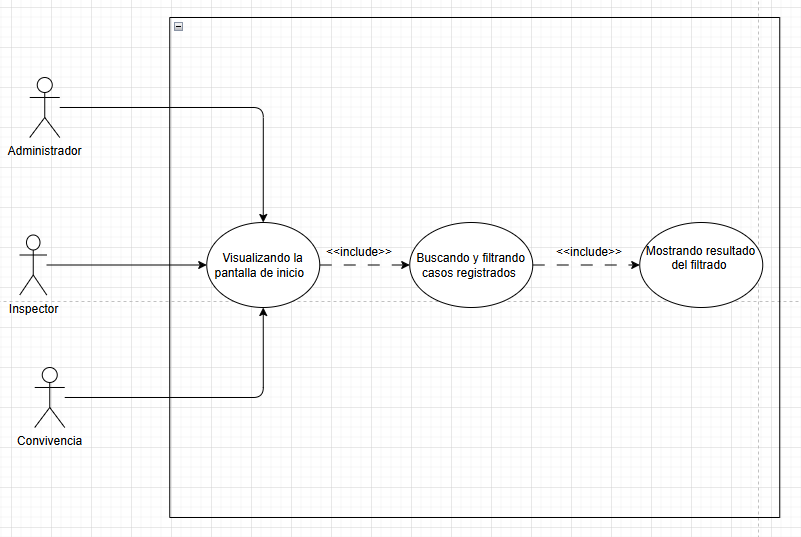 Administrador
Inspector
Convivencia
Visualizando la
pantalla de inicio
<<include>>
Buscando y filtrando
casos registrados
<<include>>
Mostrando resultado
del filtrado